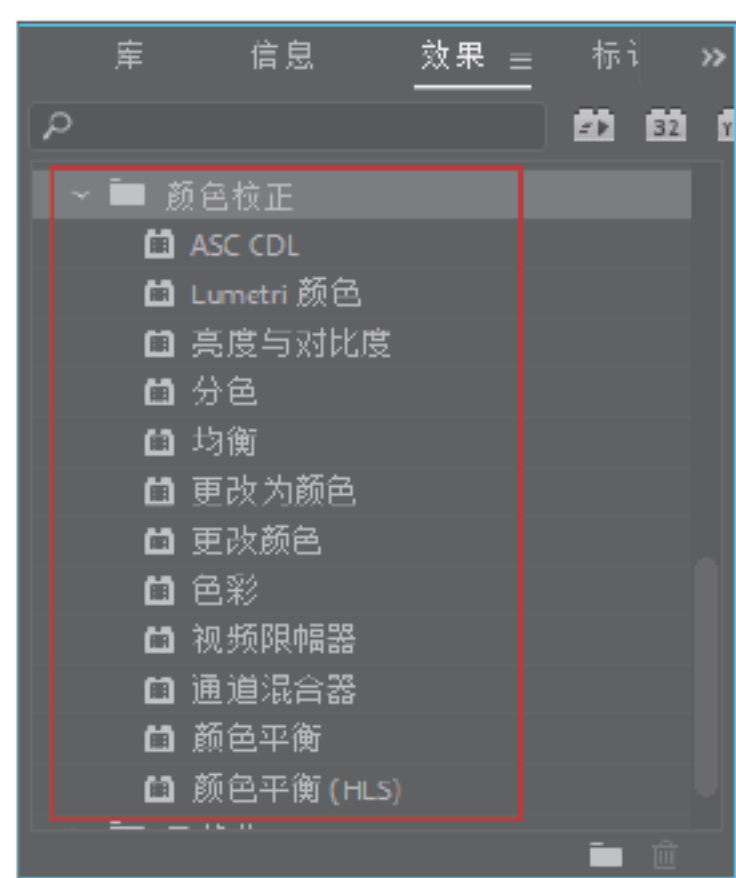 库 信息 效果 标
32
颜色校正
ASC CDL
Lumetri 颜色
亮度与对比度
分色
均衡
更改为颜色
更改颜色
色彩
视频限幅器
通道混合器
颜色平衡
颜色平衡 (HLS)